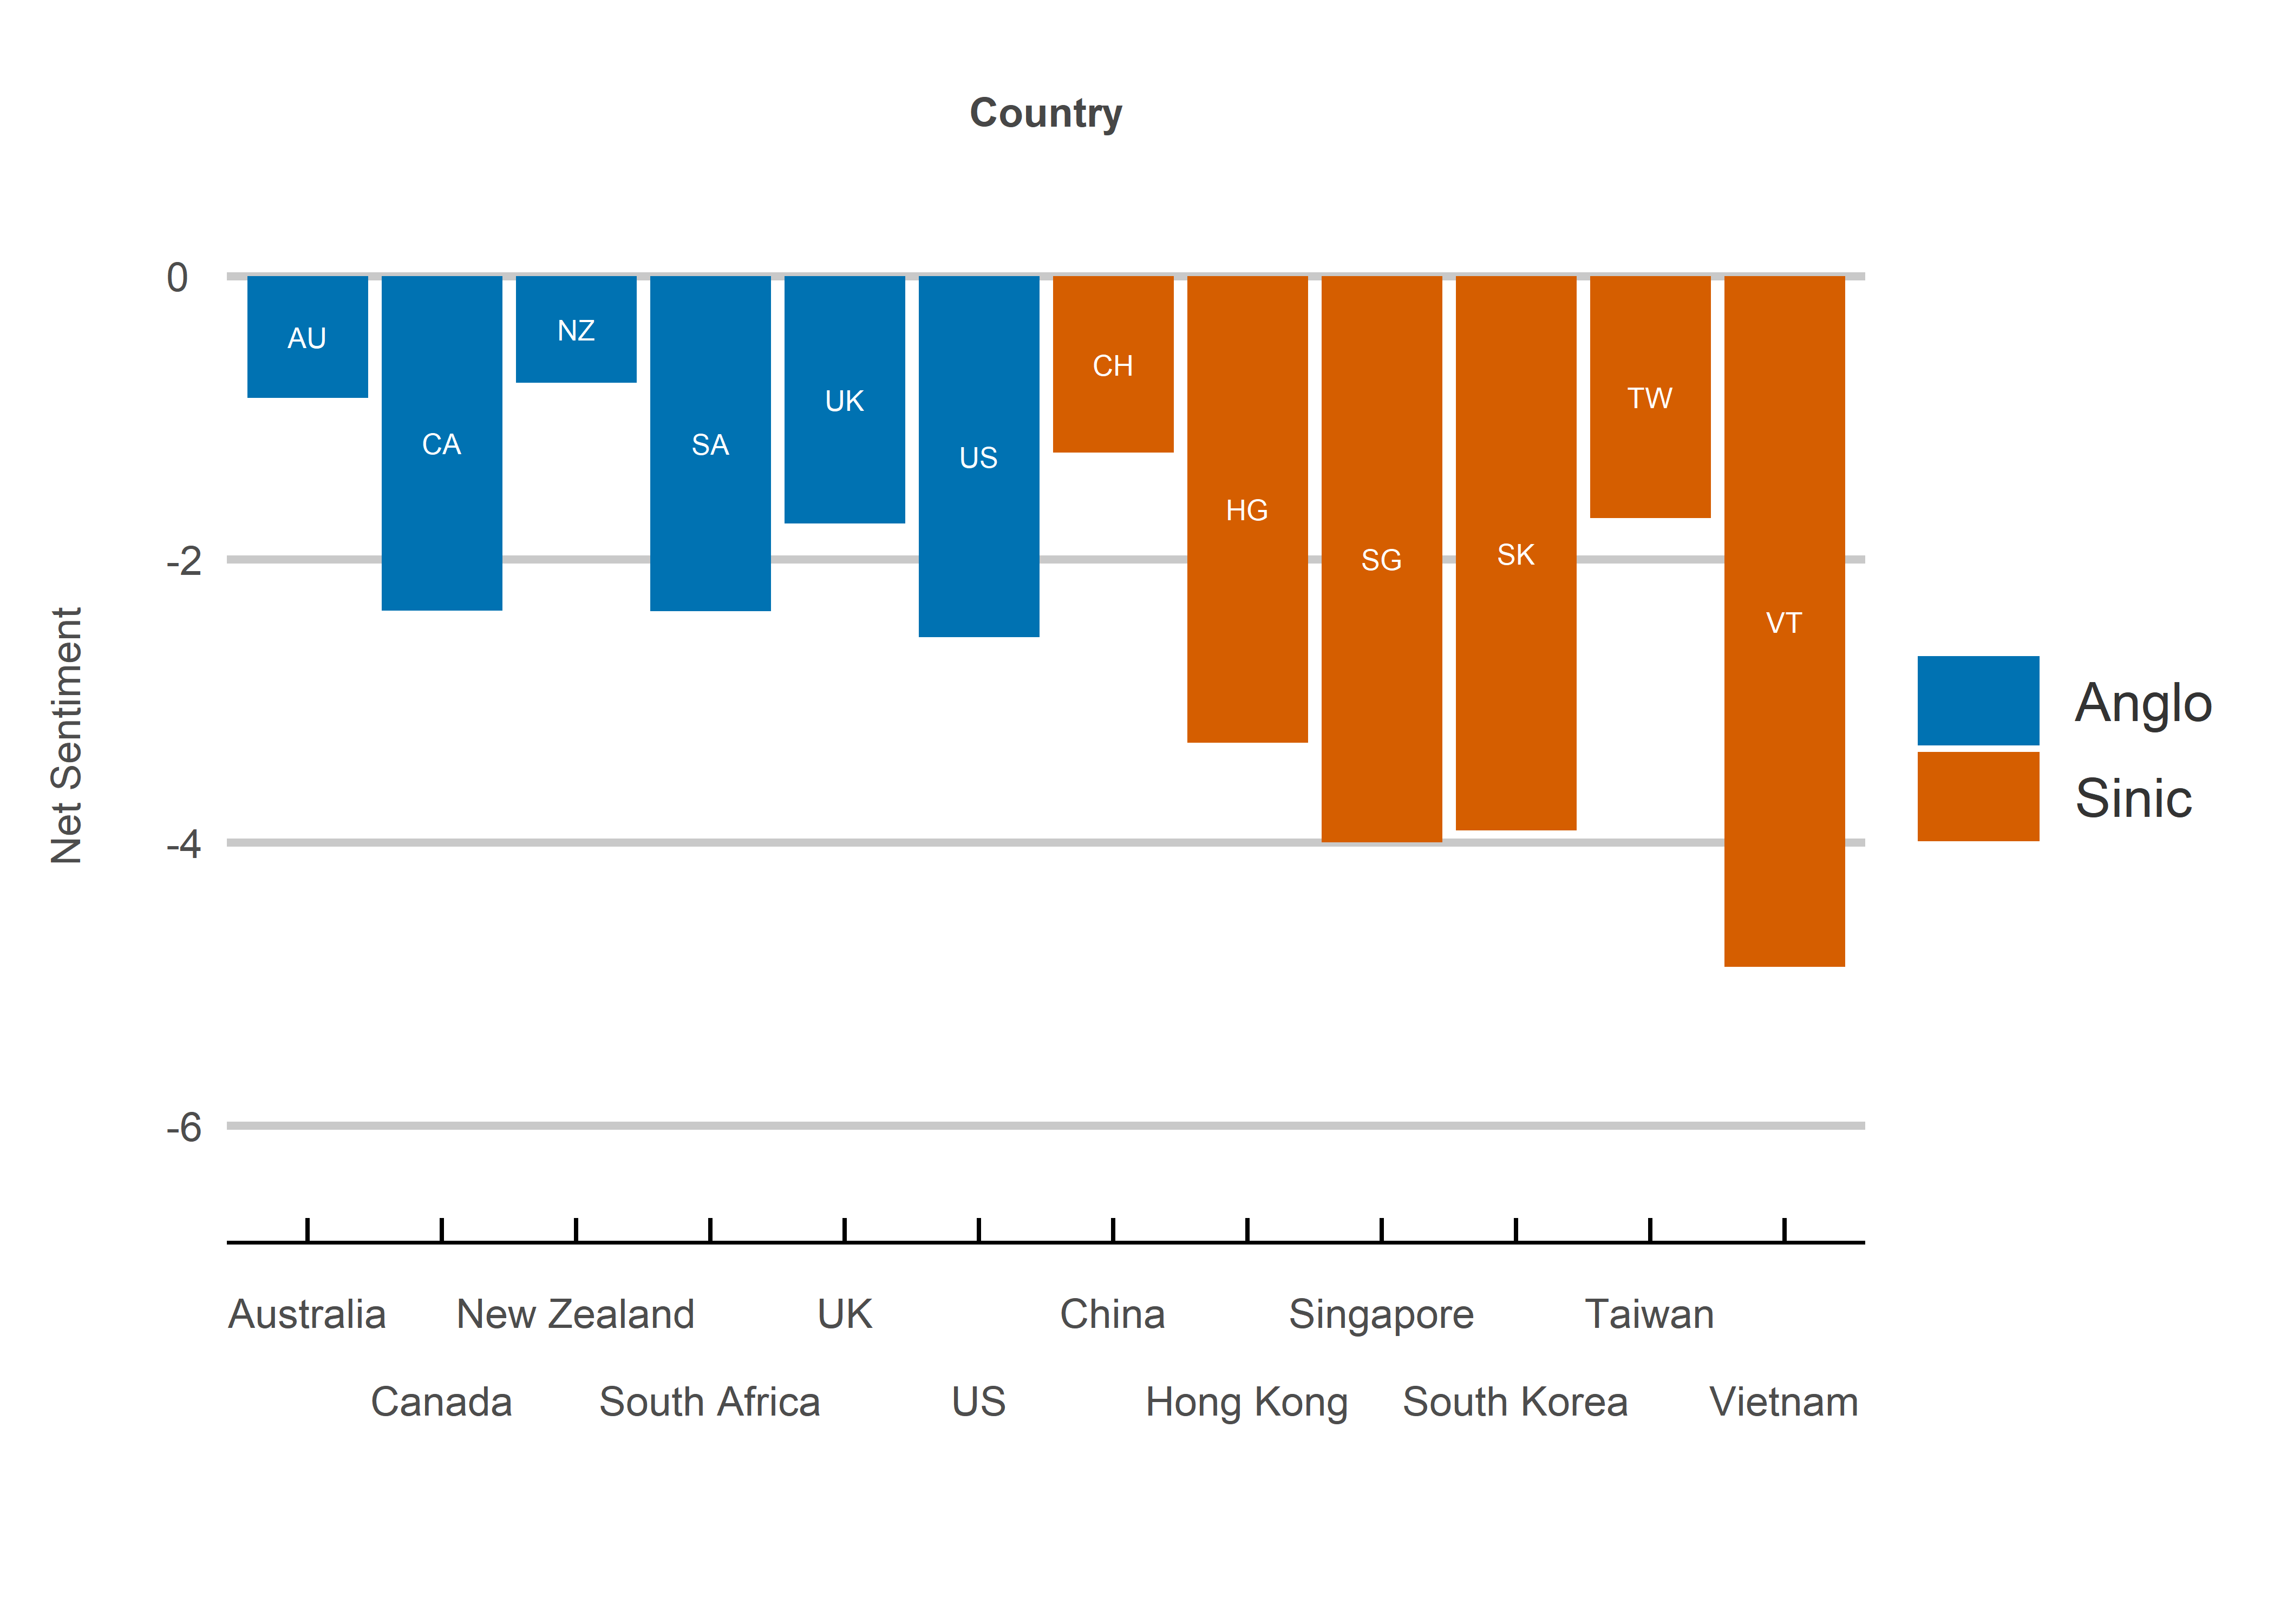 Country
0
-2
-4
-6
Net Sentiment
AU
CA
NZ
SA
UK
US
CH
HG
SG
SK
TW
VT
Anglo
Sinic
Australia
New Zealand
UK
China
Singapore
Taiwan
Canada
South Africa
US
Hong Kong
South Korea
Vietnam